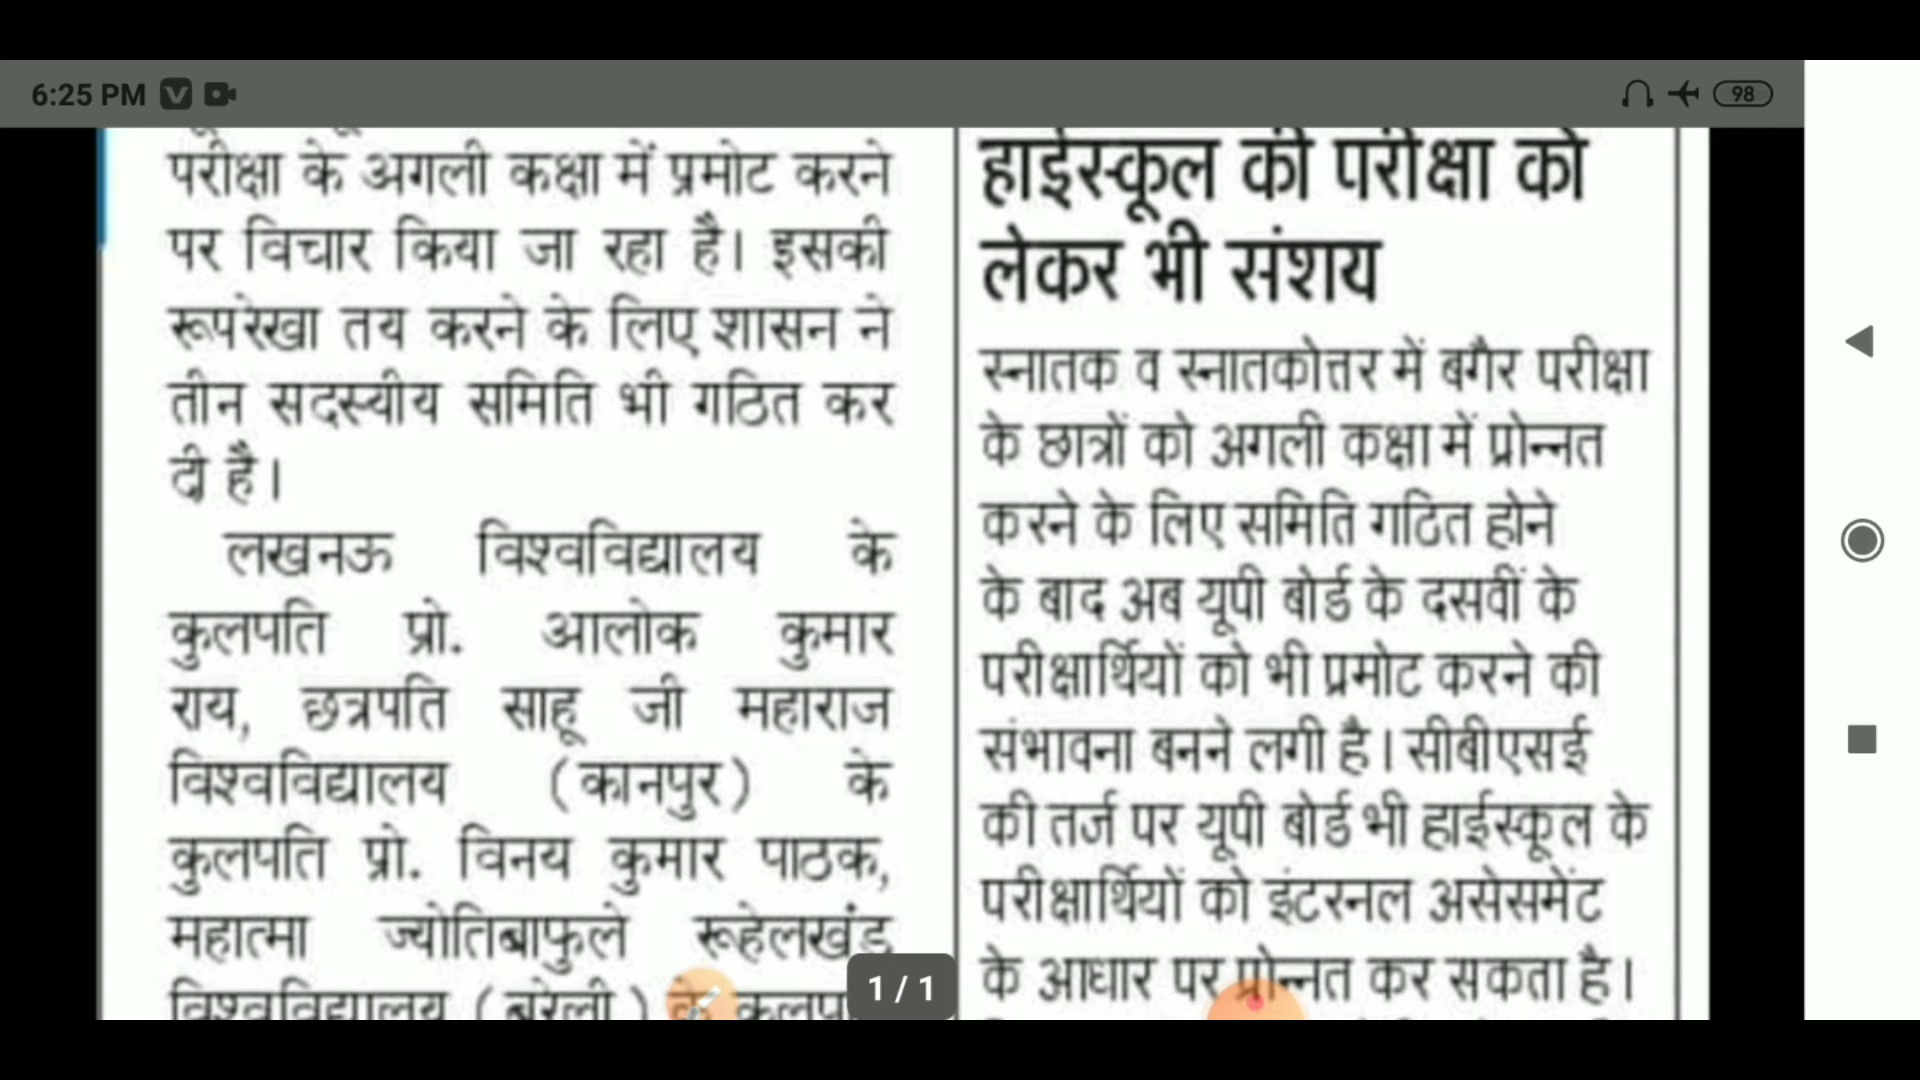 6:25 PM
98
परीक्षा के अगली कक्षा में प्रमोट करने
पर विचार किया जा रहा है। इसकी
रूपरेखा तय करने के लिए शासन ने
तीन सदस्यीय समिति भी गठित कर
दी है।
लखनऊ विश्वविद्यालय के
कुलपति प्रो. आलोक कुमार
राय, छत्रपति साहू जी महाराज
विश्वविद्यालय (कानपुर) के
कुलपति प्रो. विनय कुमार पाठक,
महात्मा ज्योतिबाफुले रूहेलखंड
विश्वविद्यालय (बरेली) के
1 / 1
हाईस्कूल की परीक्षा को
लेकर भी संशय
स्नातक व स्नातकोत्तर में बगैर परीक्षा
के छात्रों को अगली कक्षा में प्रोन्नत
करने के लिए समिति गठित होने
के बाद अब यूपी बोर्ड के दसवीं के
परीक्षार्थियों को भी प्रमोट करने की
संभावना बनने लगी है। सीबीएसई
की तर्ज पर यूपी बोर्ड भी हाईस्कूल के
परीक्षार्थियों को इंटरनल असेसमेंट
के आधार पर प्रोन्नत कर सकता है।